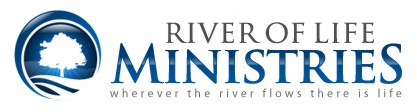 RIVER OF LIFE
MINISTRIES
wherever the river flows there is life